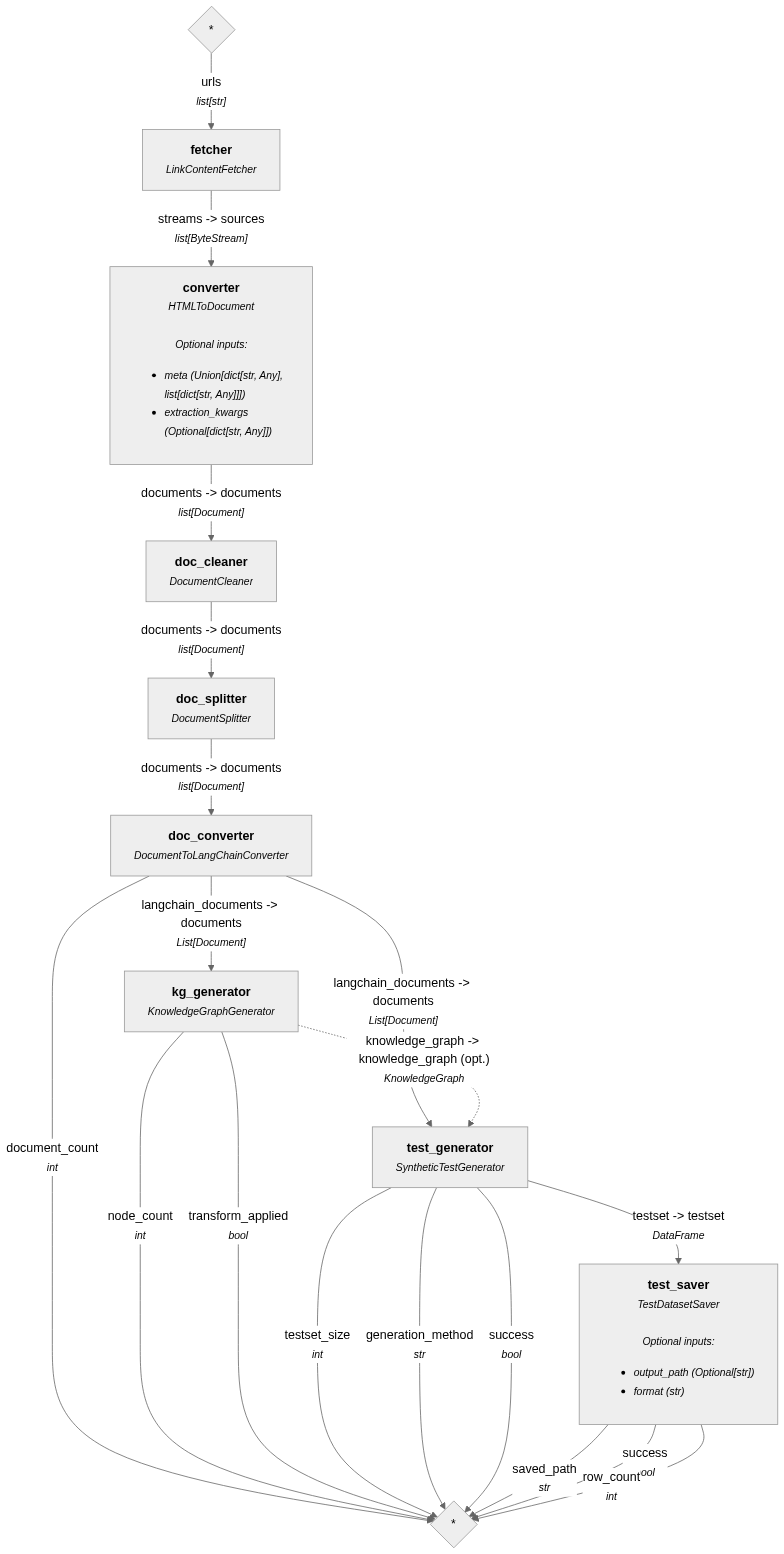 *
urls
list[str]
fetcher
LinkContentFetcher
streams -> sources
list[ByteStream]
converter
HTMLToDocument
Optional inputs:
• meta (Union[dict[str, Any],
list[dict[str, Any]]])
• extraction_kwargs
(Optional[dict[str, Any]])
documents -> documents
list[Document]
doc_cleaner
DocumentCleaner
documents -> documents
list[Document]
doc_splitter
DocumentSplitter
documents -> documents
list[Document]
doc_converter
DocumentToLangChainConverter
langchain_documents ->
documents
List[Document]
kg_generator
KnowledgeGraphGenerator
langchain_documents ->
documents
List[Document]
knowledge_graph ->
knowledge_graph (opt.)
KnowledgeGraph
test_generator
SyntheticTestGenerator
document_count
int
node_count
int
transform_applied
bool
testset -> testset
DataFrame
test_saver
TestDatasetSaver
Optional inputs:
• output_path (Optional[str])
• format (str)
testset_size
int
generation_method
str
success
bool
success
ool
saved_path
str
row_count
int
*